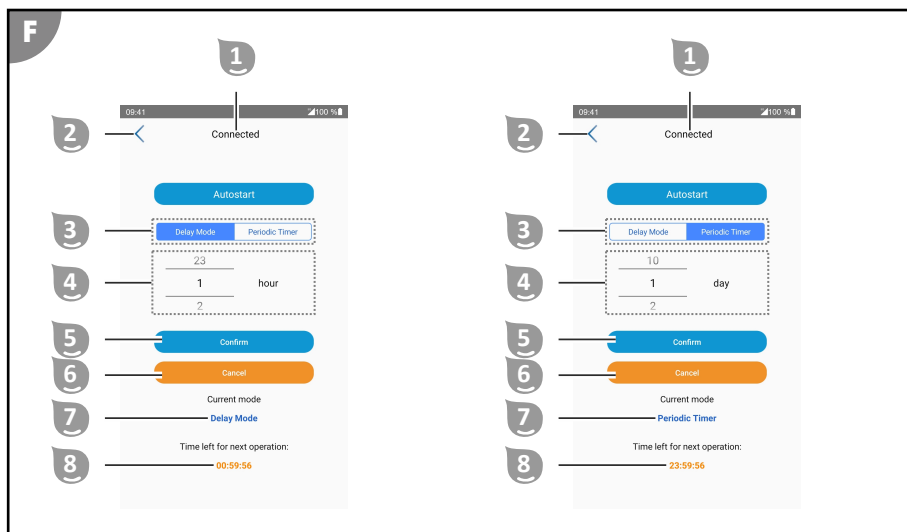 F
1
09:41 100 %
2 Connected
Autostart
3 Delay Mode Periodic Timer
23
4 1 hour
2
5 Confirm
6 Cancel
Current mode
7 Delay Mode
Time left for next operation:
8 00:59:56
1
09:41 100 %
2 Connected
Autostart
3 Delay Mode Periodic Timer
10
4 1 day
2
5 Confirm
6 Cancel
Current mode
7 Periodic Timer
Time left for next operation:
8 23:59:56